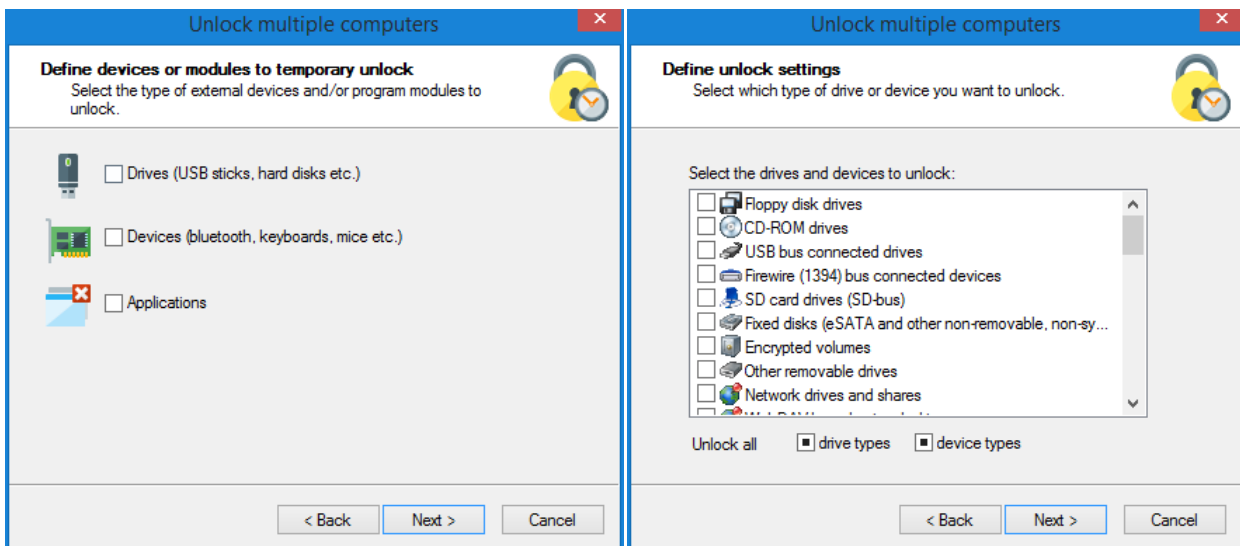 Unlock multiple computers
Define devices or modules to temporary unlock
Select the type of external devices and/or program modules to
unlock.
Drives (USB sticks, hard disks etc.)
Devices (bluetooth, keyboards, mice etc.)
Applications
< Back
Next >
Cancel
Unlock multiple computers
Define unlock settings
Select which type of drive or device you want to unlock.
Select the drives and devices to unlock:
Floppy disk drives
CD-ROM drives
USB bus connected drives
Firewire (1394) bus connected devices
SD card drives (SD-bus)
Fixed disks (eSATA and other non-removable, non-sy...
Encrypted volumes
Other removable drives
Network drives and shares
Unlock all
drive types
device types
< Back
Next >
Cancel